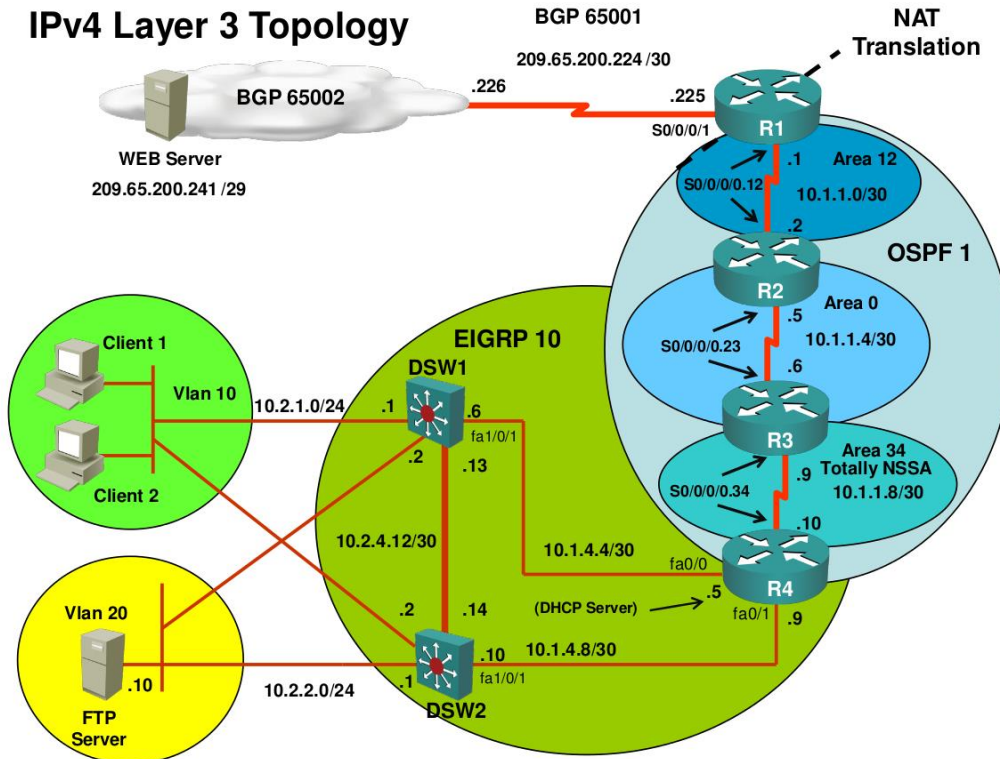 IPv4 Layer 3 Topology
BGP 65001
NAT
Translation
209.65.200.224 /30
.226
BGP 65002
.225
S0/0/0/1
R1
WEB Server
209.65.200.241 /29
Area 12
.1
S0/0/0/0.12
10.1.1.0/30
.2
OSPF 1
R2
Area 0
.5
10.1.1.4/30
S0/0/0/0.23
.6
R3
Area 34
Totally NSSA
.9
10.1.1.8/30
S0/0/0/0.34
.10
R4
EIGRP 10
DSW1
Client 1
Vlan 10
10.2.1.0/24
.1
.6
fa1/0/1
.2
.13
Client 2
10.2.4.12/30
10.1.4.4/30
fa0/0
.5
(DHCP Server)
fa0/1
.9
Vlan 20
.2
.14
.10
10.1.4.8/30
fa1/0/1
.10
10.2.2.0/24
.1
DSW2
FTP
Server